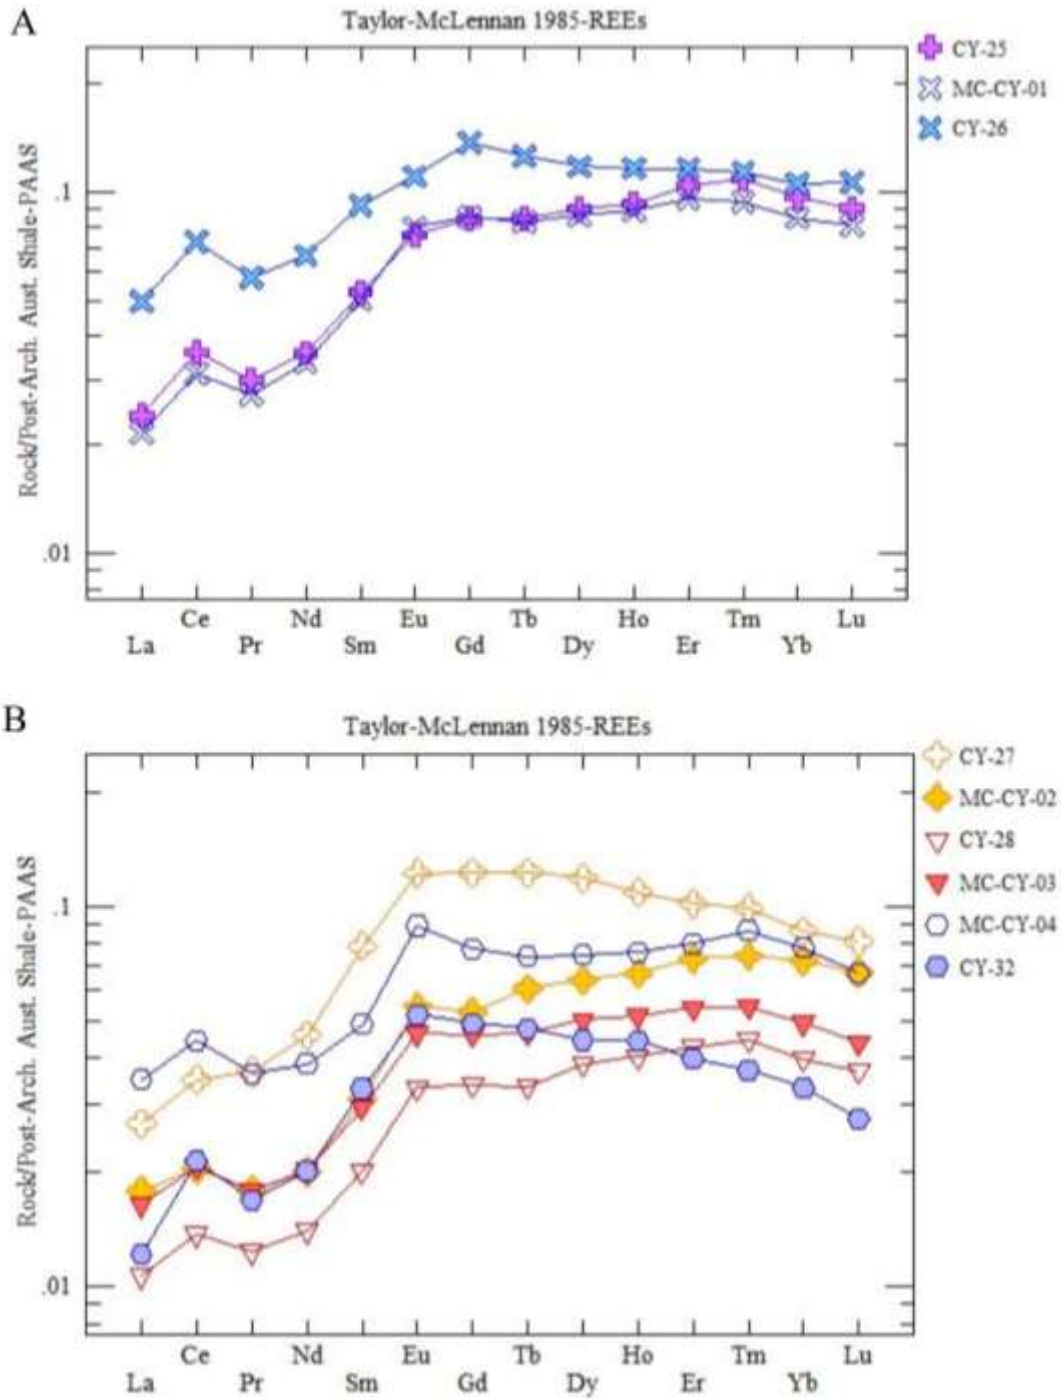 A
Taylor-McLennan 1985-REEs
CY-25
MC-CY-01
CY-26
Rock/Post-Arch. Aust. Shale-PAAS
.1
.01
Ce Nd Eu Tb Ho Tm Lu
La Pr Sm Gd Dy Er Yb
B
Taylor-McLennan 1985-REEs
CY-27
MC-CY-02
CY-28
MC-CY-03
MC-CY-04
CY-32
Rock/Post-Arch. Aust. Shale-PAAS
.1
.01
Ce Nd Eu Tb Ho Tm Lu
La Pr Sm Gd Dy Er Yb